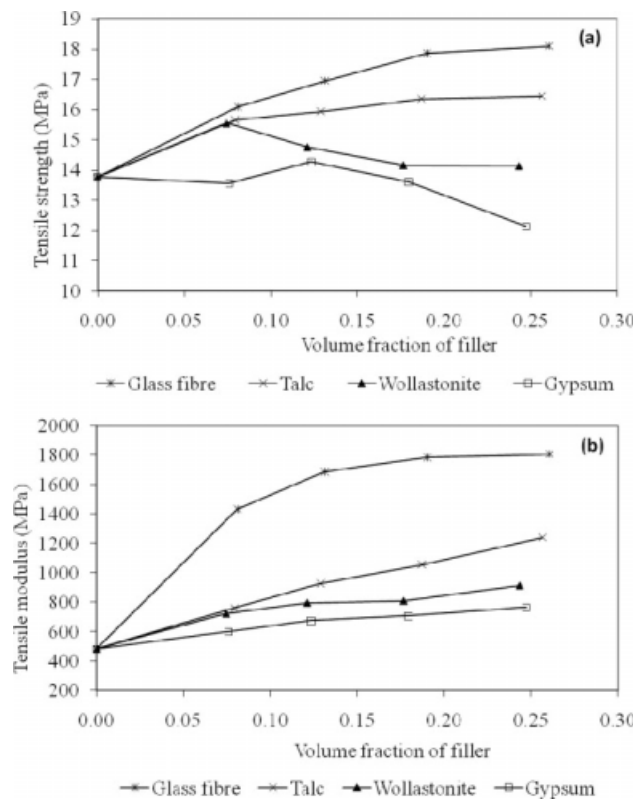 (a)
19
18
17
16
15
14
13
12
11
10
Tensile strength (MPa)
0.00 0.05 0.10 0.15 0.20 0.25 0.30
Volume fraction of filler
Glass fibre Talc Wollastonite Gypsum
(b)
2000
1800
1600
1400
1200
1000
800
600
400
200
Tensile modulus (MPa)
0.00 0.05 0.10 0.15 0.20 0.25 0.30
Volume fraction of filler
Glass fibre Talc Wollastonite Gypsum